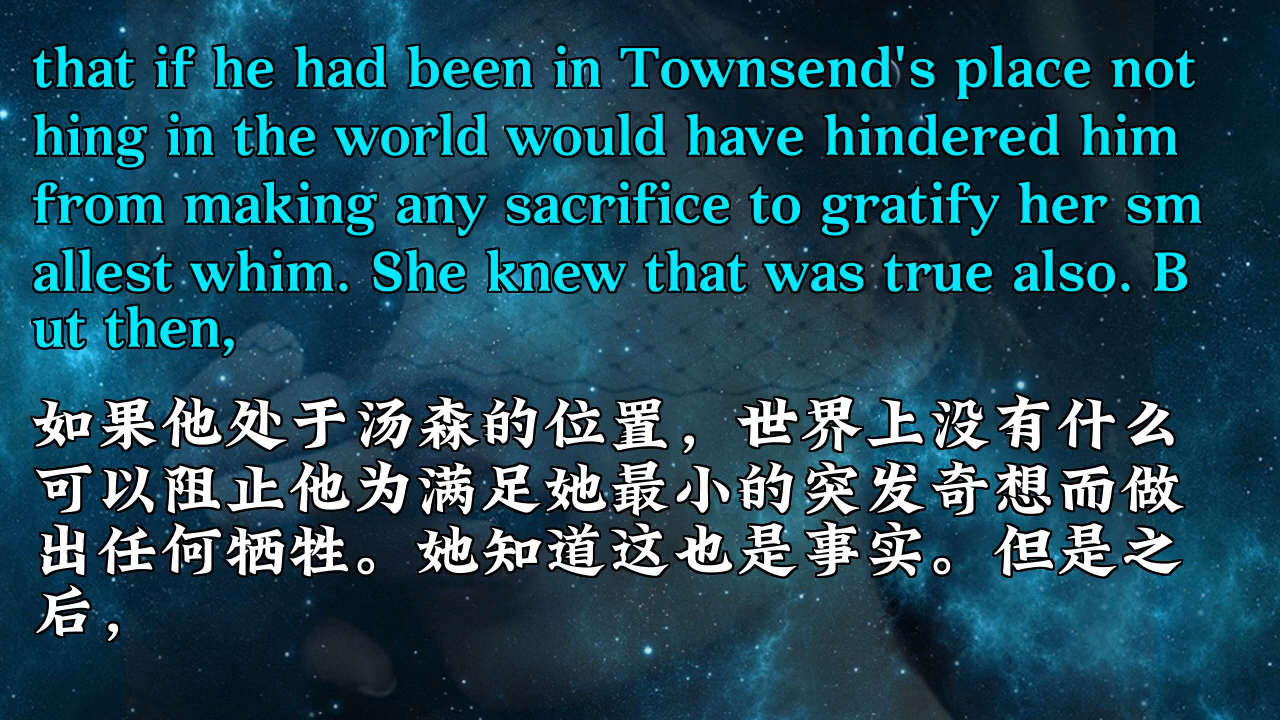 that if he had been in Townsend's place not
hing in the world would have hindered him
from making any sacrifice to gratify her sm
allest whim. She knew that was true also. B
ut then,
如果他处于汤森的位置，世界上没有什么
可以阻止他为满足她最小的突发奇想而做
出任何牺牲。她知道这也是事实。但是之
后，